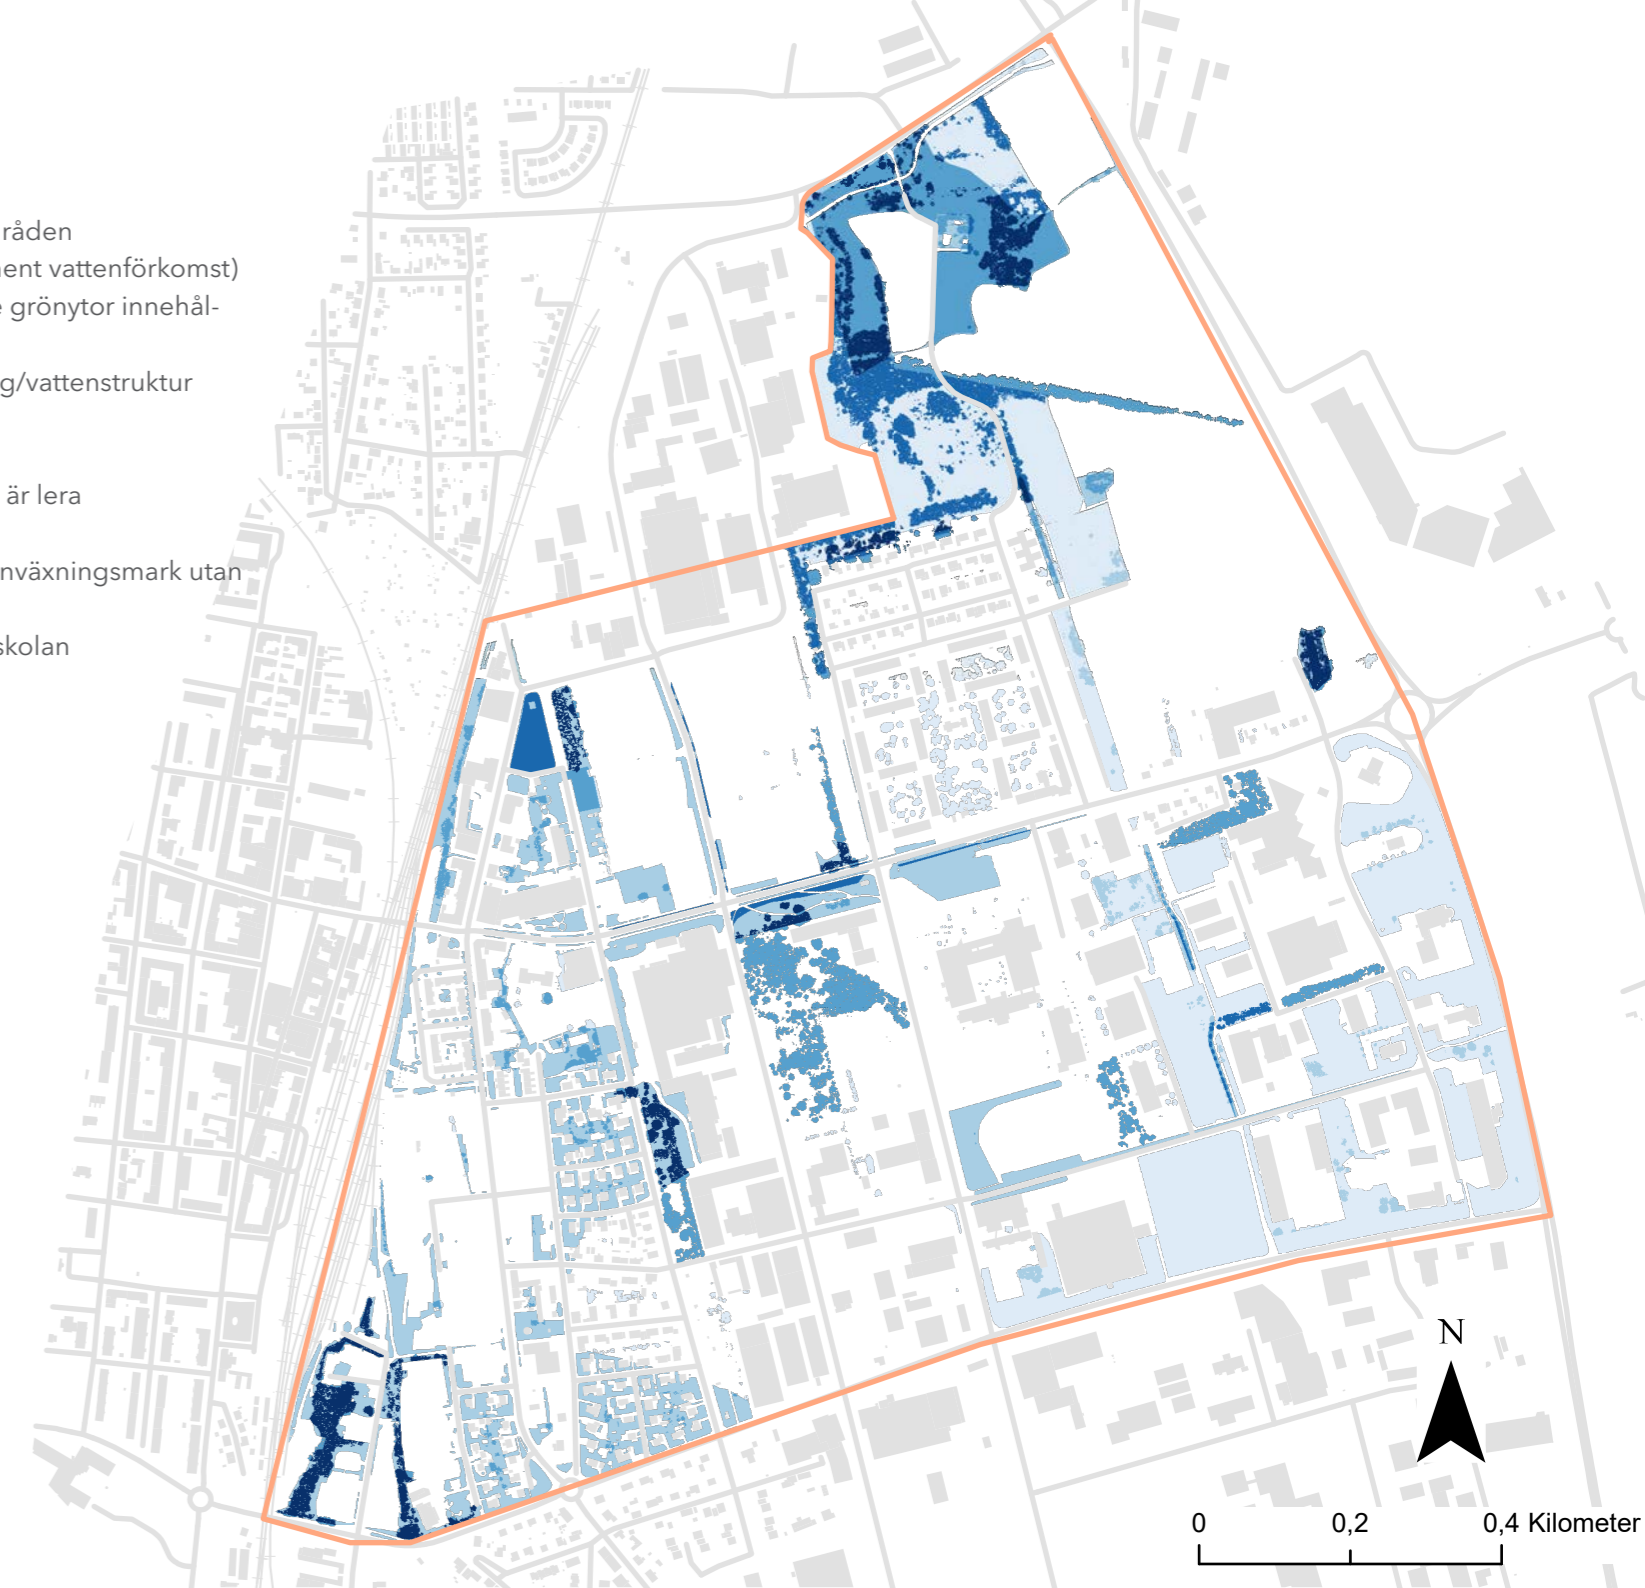 råden
ent vattenförkomst)
grönytor innehål-
g/vattenstruktur
är lera
nväxningsmark utan
skolan
N
0 0,2 0,4 Kilometer